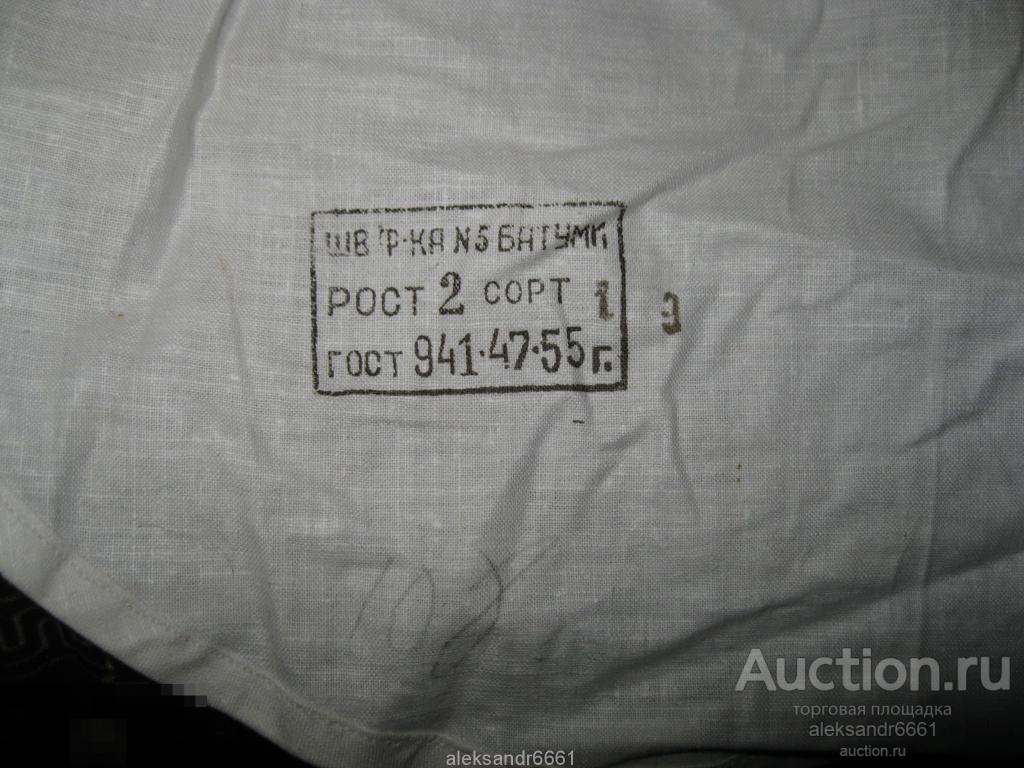 ШВ Ф-КА N5 БАТУМИ
РОСТ 2 СОРТ 1 3
ГОСТ 941·47·55г.
Auction.ru
торговая площадка
aleksandr6661
auction.ru
aleksandr6661